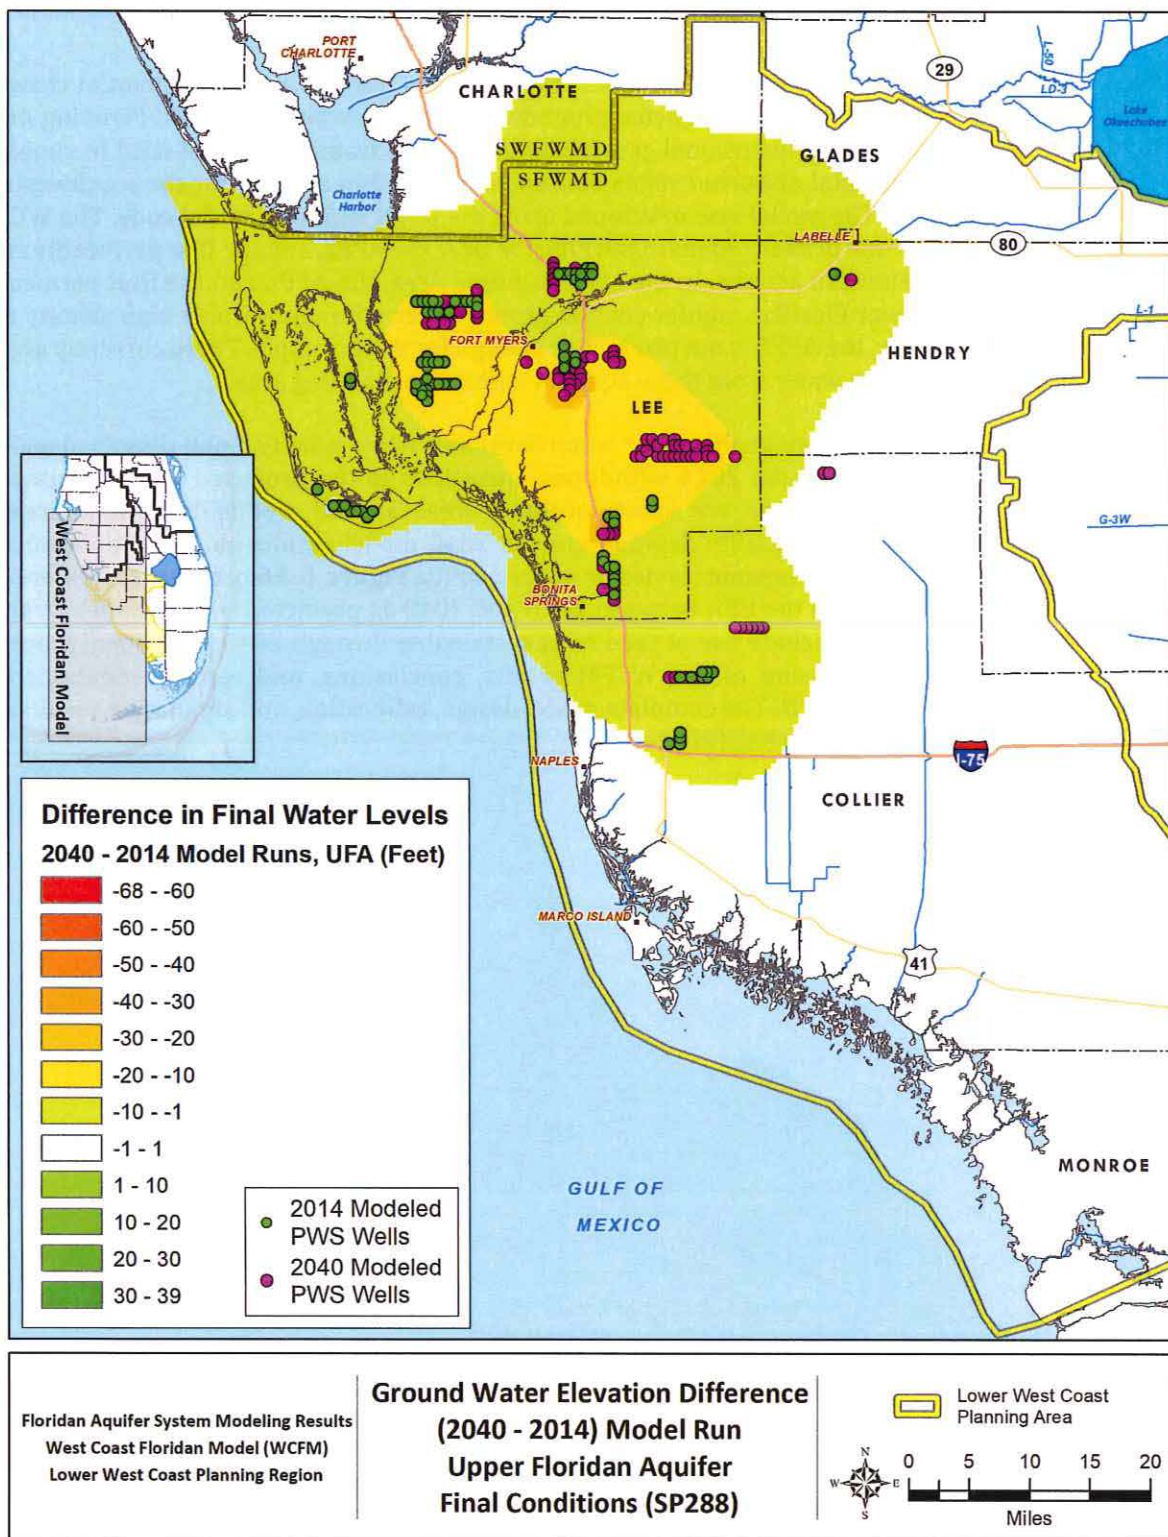 PORT
CHARLOTTE
CHARLOTTE
29
L-50
LD-3
Lake
Okeechobee
SWFWMD
SFWMD
GLADES
Charlotte
Harbor
LABELLE
80
L-1
FORT MYERS
HENDRY
LEE
G-3W
West Coast Floridan Model
BONITA
SPRINGS
NAPLES
I-75
COLLIER
MARCO ISLAND
41
MONROE
GULF OF
MEXICO
Difference in Final Water Levels
2040 - 2014 Model Runs, UFA (Feet)
-68 - -60
-60 - -50
-50 - -40
-40 - -30
-30 - -20
-20 - -10
-10 - -1
-1 - 1
1 - 10
10 - 20
20 - 30
30 - 39
2014 Modeled
PWS Wells
2040 Modeled
PWS Wells
Floridan Aquifer System Modeling Results
West Coast Floridan Model (WCFM)
Lower West Coast Planning Region
Ground Water Elevation Difference
(2040 - 2014) Model Run
Upper Floridan Aquifer
Final Conditions (SP288)
Lower West Coast
Planning Area
N
W E
S
0 5 10 15 20
Miles